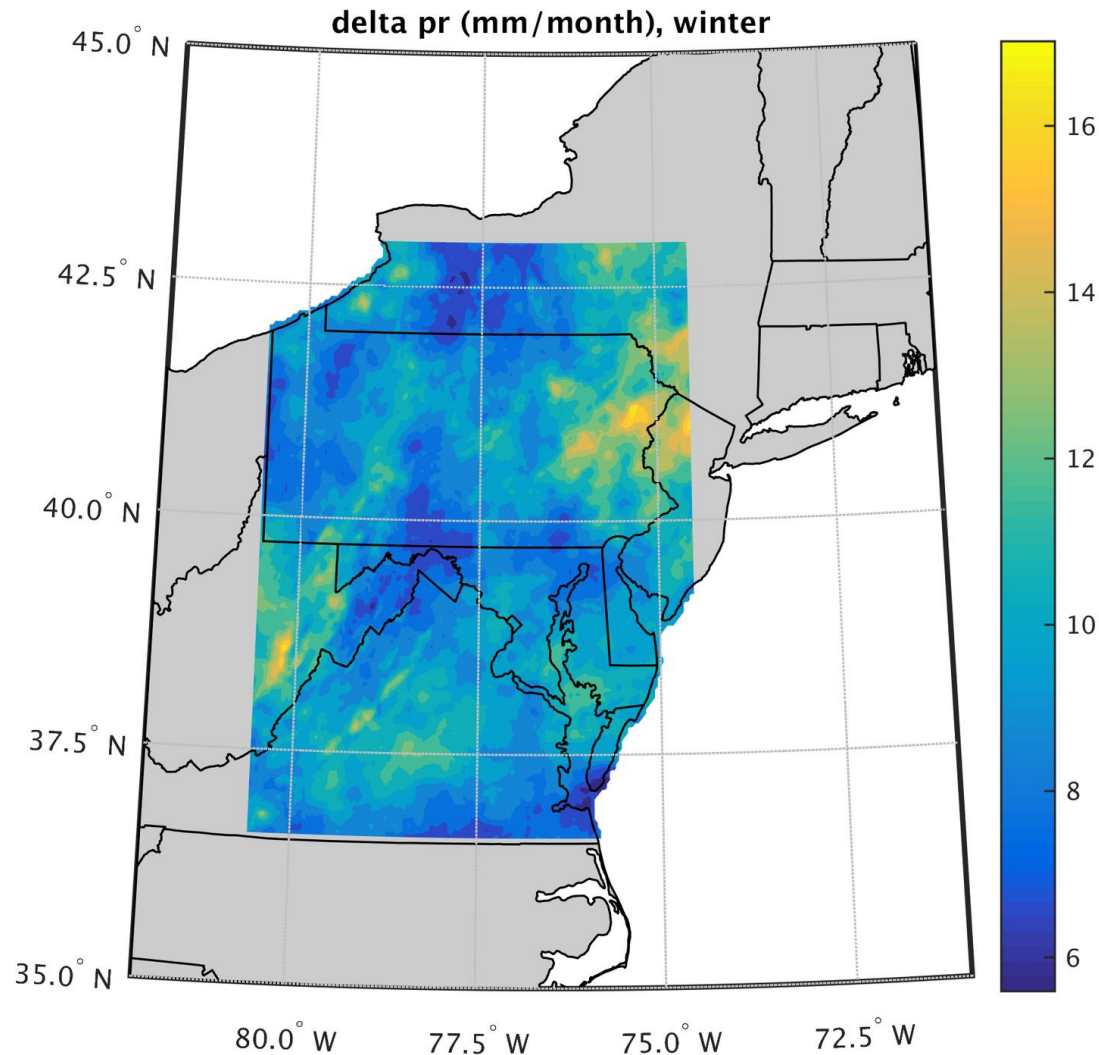 delta pr (mm/month), winter
45.0° N
42.5° N
40.0° N
37.5° N
35.0° N
80.0° W
77.5° W
75.0° W
72.5° W
16
14
12
10
8
6